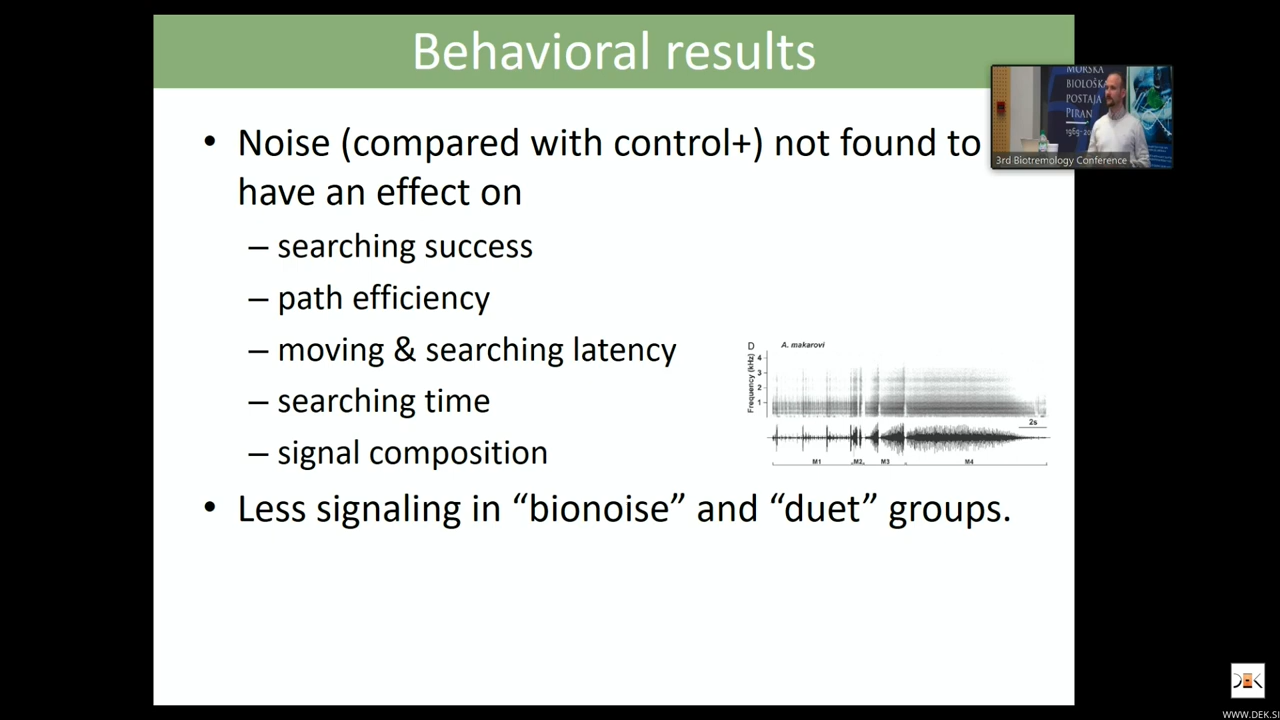 Behavioral results
• Noise (compared with control+) not found to
have an effect on
– searching success
– path efficiency
– moving & searching latency
– searching time
– signal composition
• Less signaling in “bionoise” and “duet” groups.
D A. makarovi
Frequency (kHz)
4
3
2
1
2s
M1 M2 M3 M4
MORSKA
BIOLOŠKA
POSTAJA
PIRAN
3rd Biotremology Conference
DEK
WWW.DEK.SI